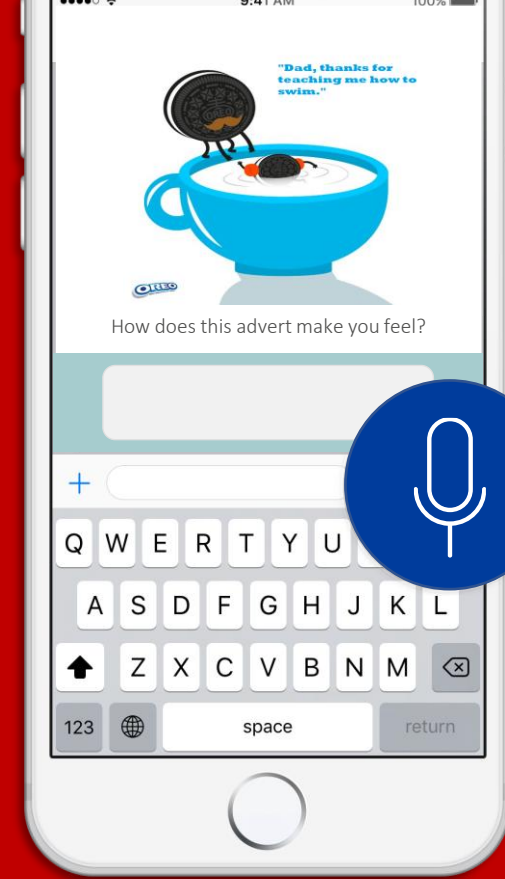 9:41 AM 100%
"Dad, thanks for
teaching me how to
swim."
OREO
How does this advert make you feel?
Q W E R T Y U
A S D F G H J K L
Z X C V B N M
123 space return